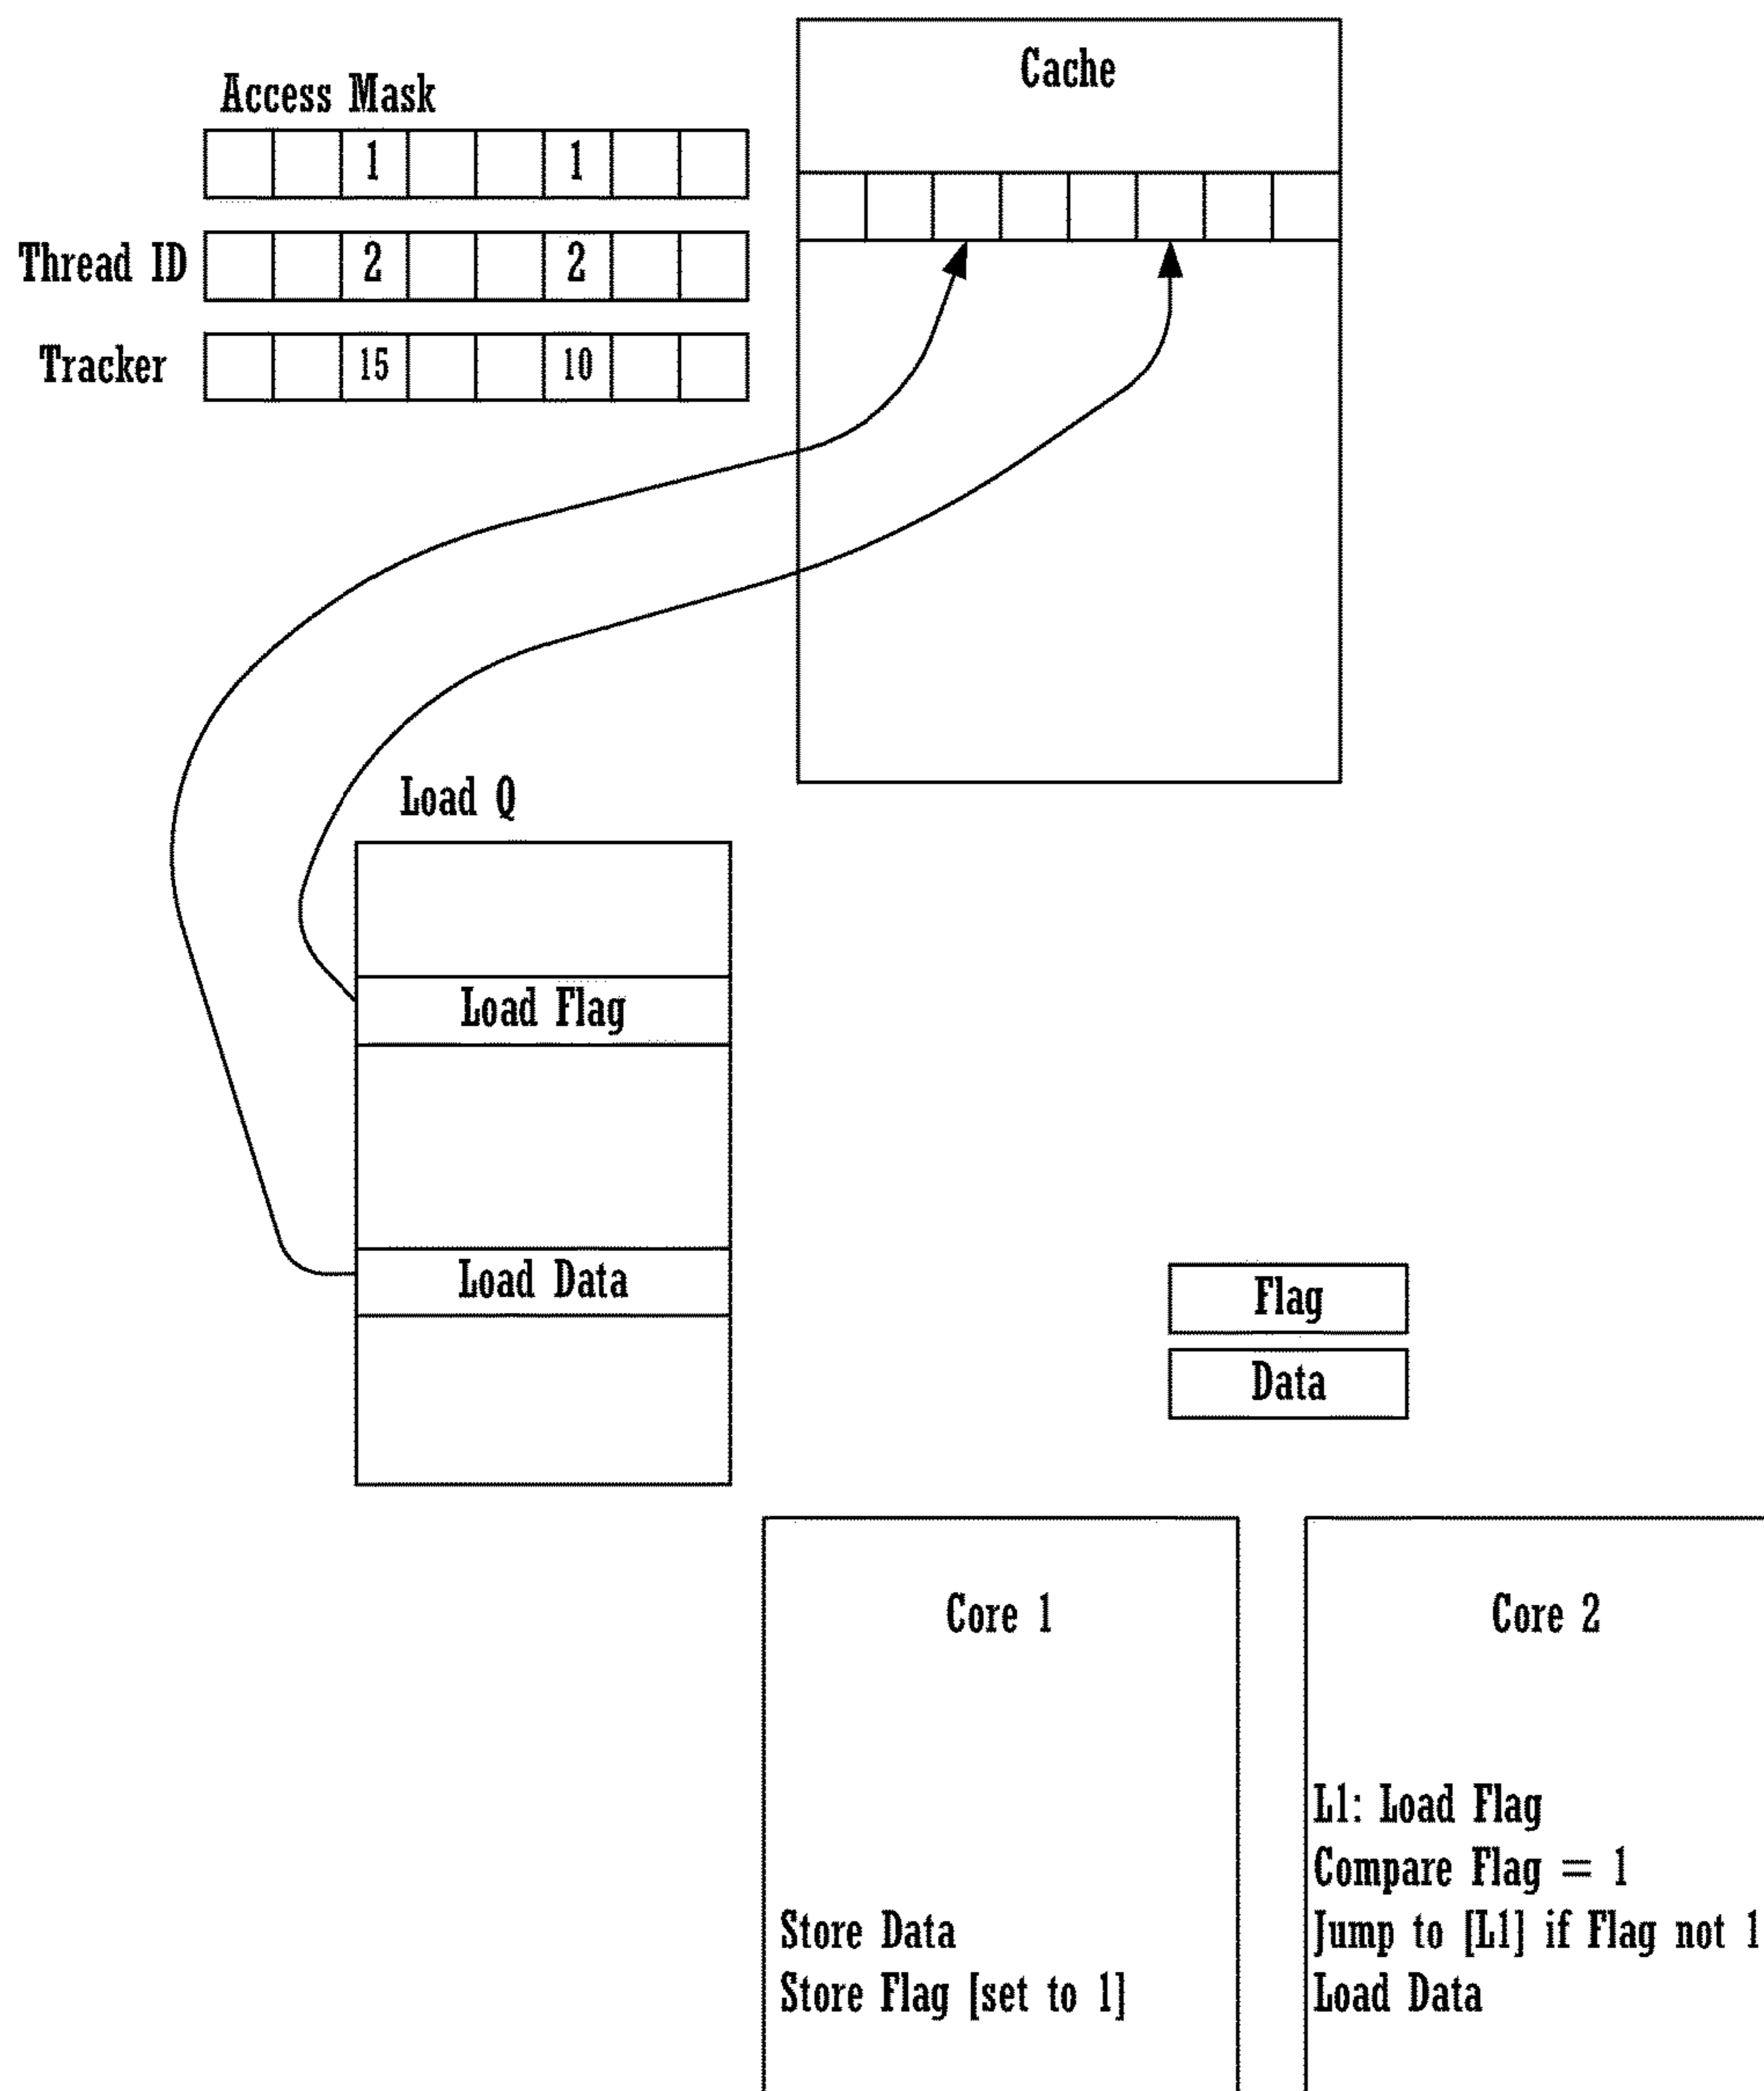 Cache
Access Mask
1 1
Thread ID 2 2
Tracker 15 10
Load Q
Load Flag
Load Data
Flag
Data
Core 1
Store Data
Store Flag [set to 1]
Core 2
L1: Load Flag
Compare Flag = 1
Jump to [L1] if Flag not 1
Load Data